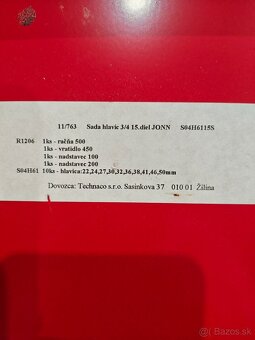 11/763 Sada hlavic 3/4 15.diel JONN S04H6115S
R1206 1ks - račňa 500
1ks - vratidlo 450
1ks - nadstavec 100
1ks - nadstavec 200
S04H61 10ks - hlavica:22,24,27,30,32,36,38,41,46,50mm
Dovozca: Technaco s.r.o. Sasinkova 37 010 01 Žilina
Bazos.sk